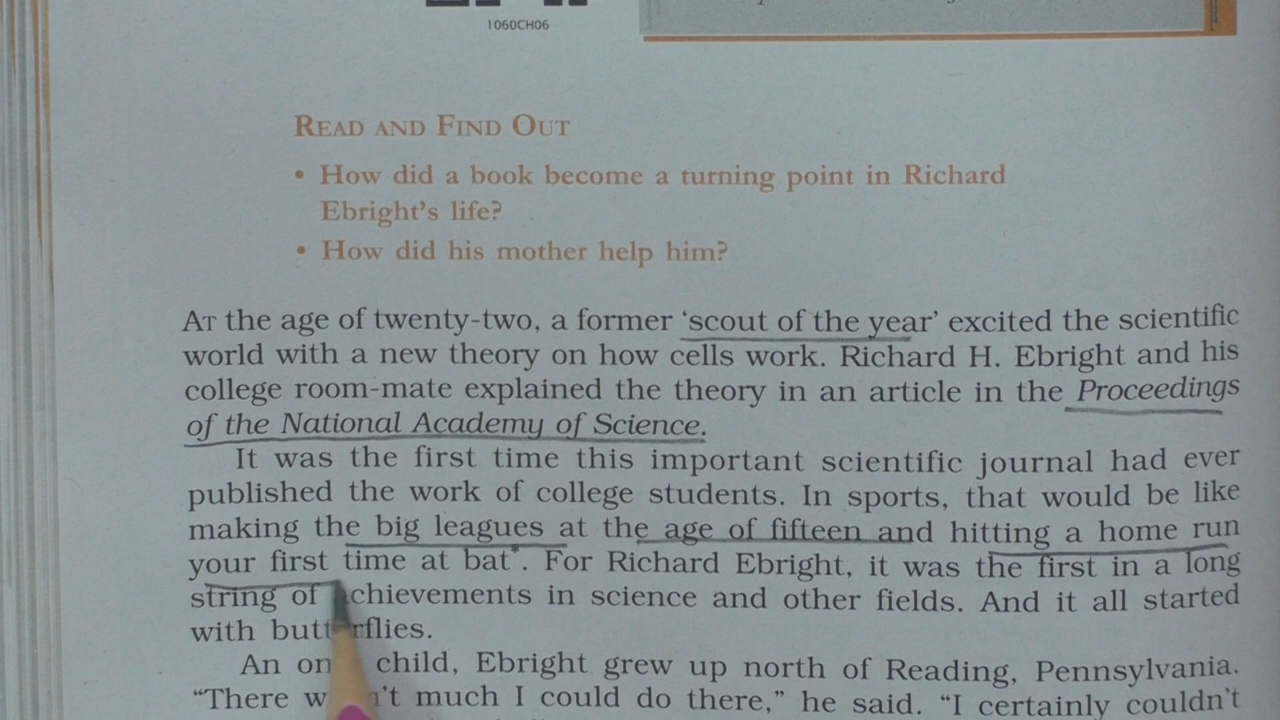 1060CH06
READ AND FIND OUT
• How did a book become a turning point in Richard
Ebright's life?
• How did his mother help him?
AT the age of twenty-two, a former ‘scout of the year’ excited the scientific
world with a new theory on how cells work. Richard H. Ebright and his
college room-mate explained the theory in an article in the Proceedings
of the National Academy of Science.
It was the first time this important scientific journal had ever
published the work of college students. In sports, that would be like
making the big leagues at the age of fifteen and hitting a home run
your first time at bat*. For Richard Ebright, it was the first in a long
string of achievements in science and other fields. And it all started
with butterflies.
An only child, Ebright grew up north of Reading, Pennsylvania.
“There wasn't much I could do there,” he said. “I certainly couldn't